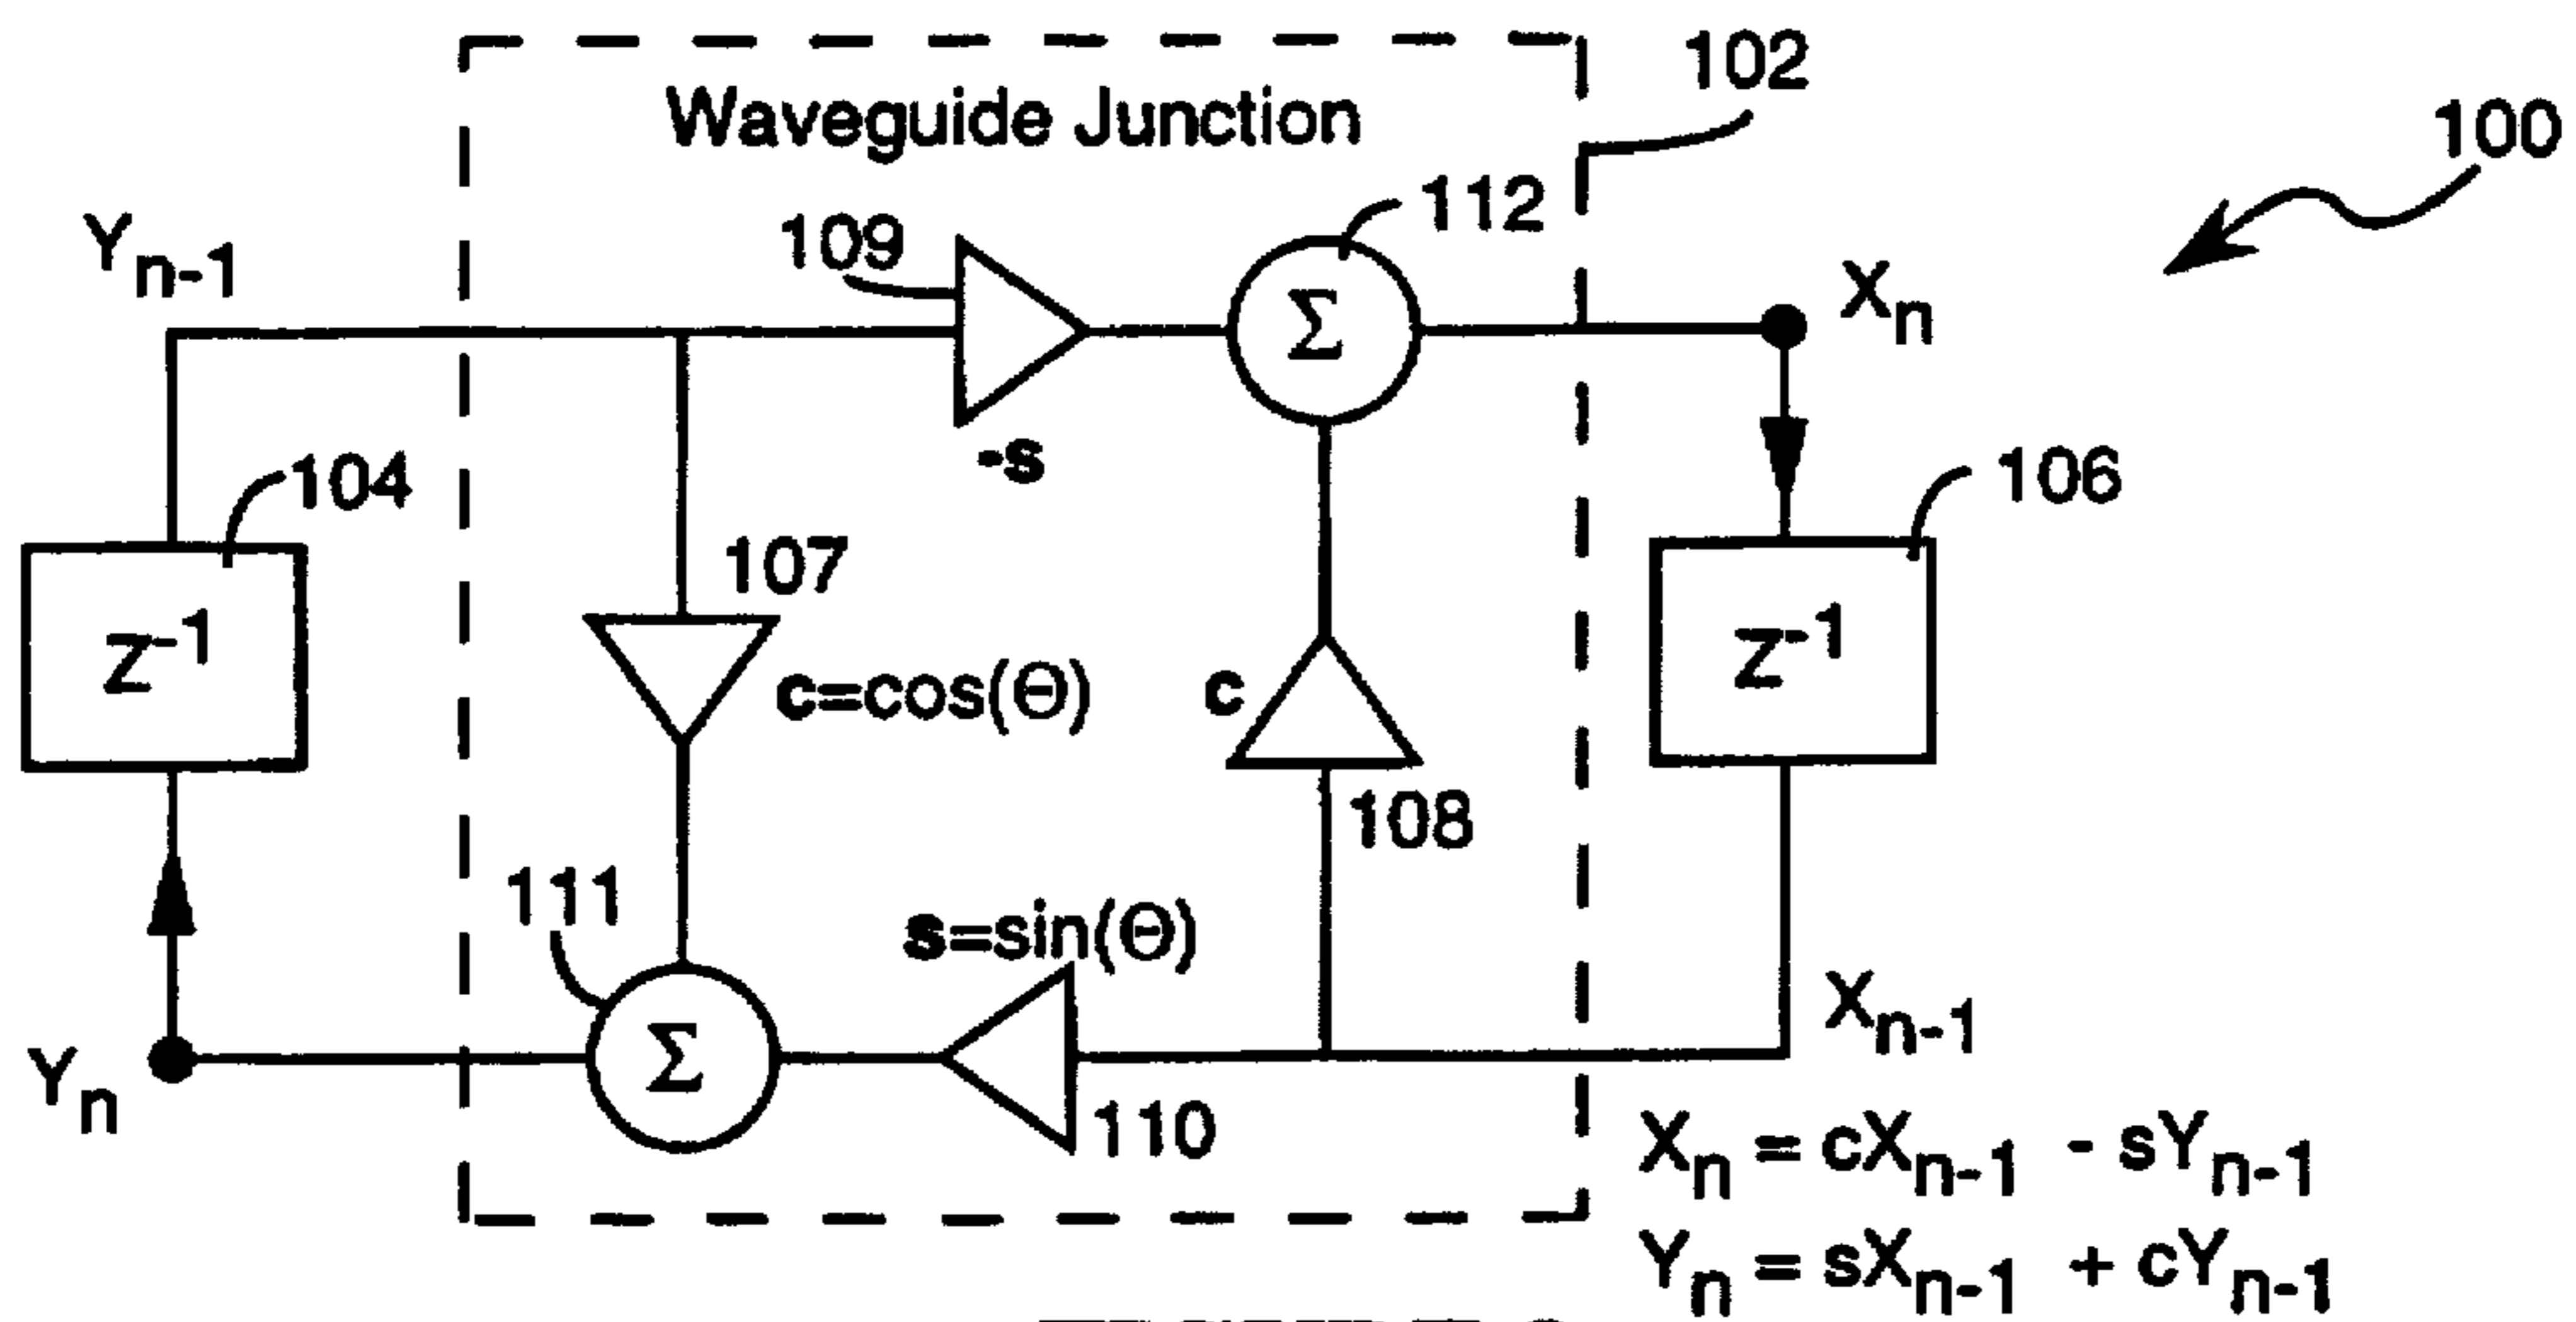 102
Waveguide Junction
100
112
109
Yn-1
Σ
Xn
-s
104
106
107
Z-1
Z-1
c=cos(Θ)
c
108
111
s=sin(Θ)
Xn-1
Σ
Yn
110
Xn = cXn-1 - sYn-1
Yn = sXn-1 + cYn-1